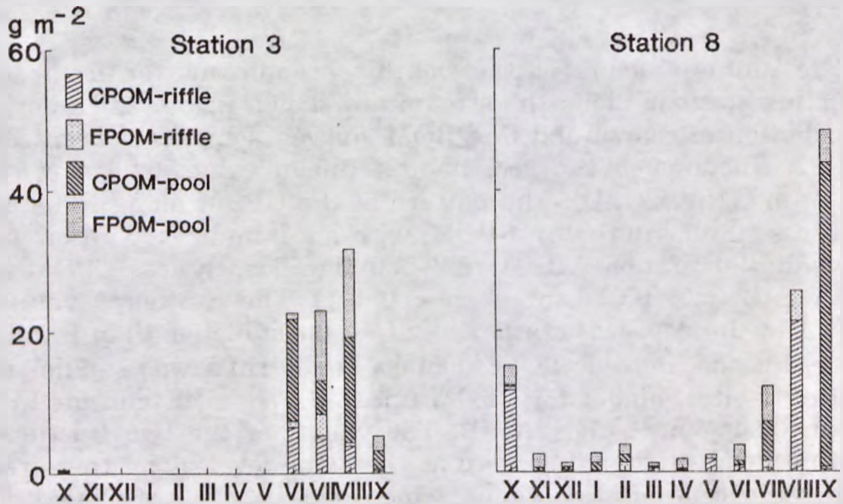 g m-2
Station 3
Station 8
60
CPOM-riffle
FPOM-riffle
CPOM-pool
FPOM-pool
40
20
0
X XI XII I II III IV V VI VII VIII IX
X XI XII I II III IV V VI VII VIII IX